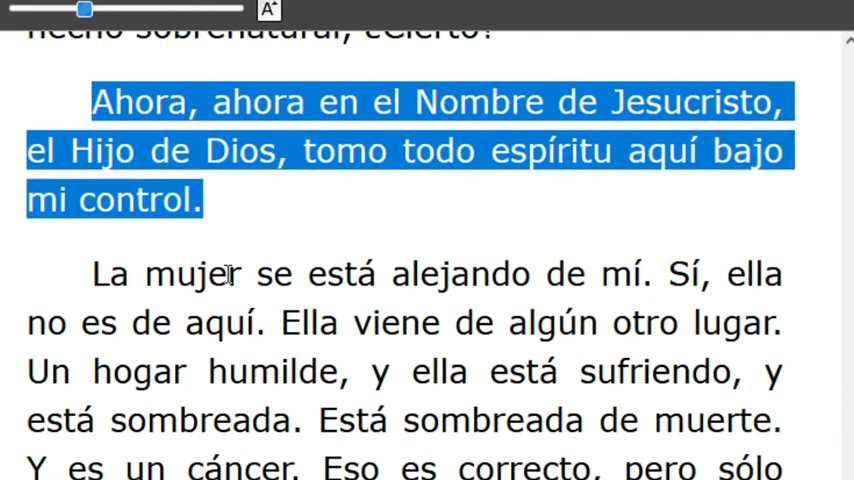 A
hecho sobrenatural, ¿Cierto?
Ahora, ahora en el Nombre de Jesucristo,
el Hijo de Dios, tomo todo espíritu aquí bajo
mi control.
La mujer se está alejando de mí. Sí, ella
no es de aquí. Ella viene de algún otro lugar.
Un hogar humilde, y ella está sufriendo, y
está sombreada. Está sombreada de muerte.
Y es un cáncer. Eso es correcto, pero sólo